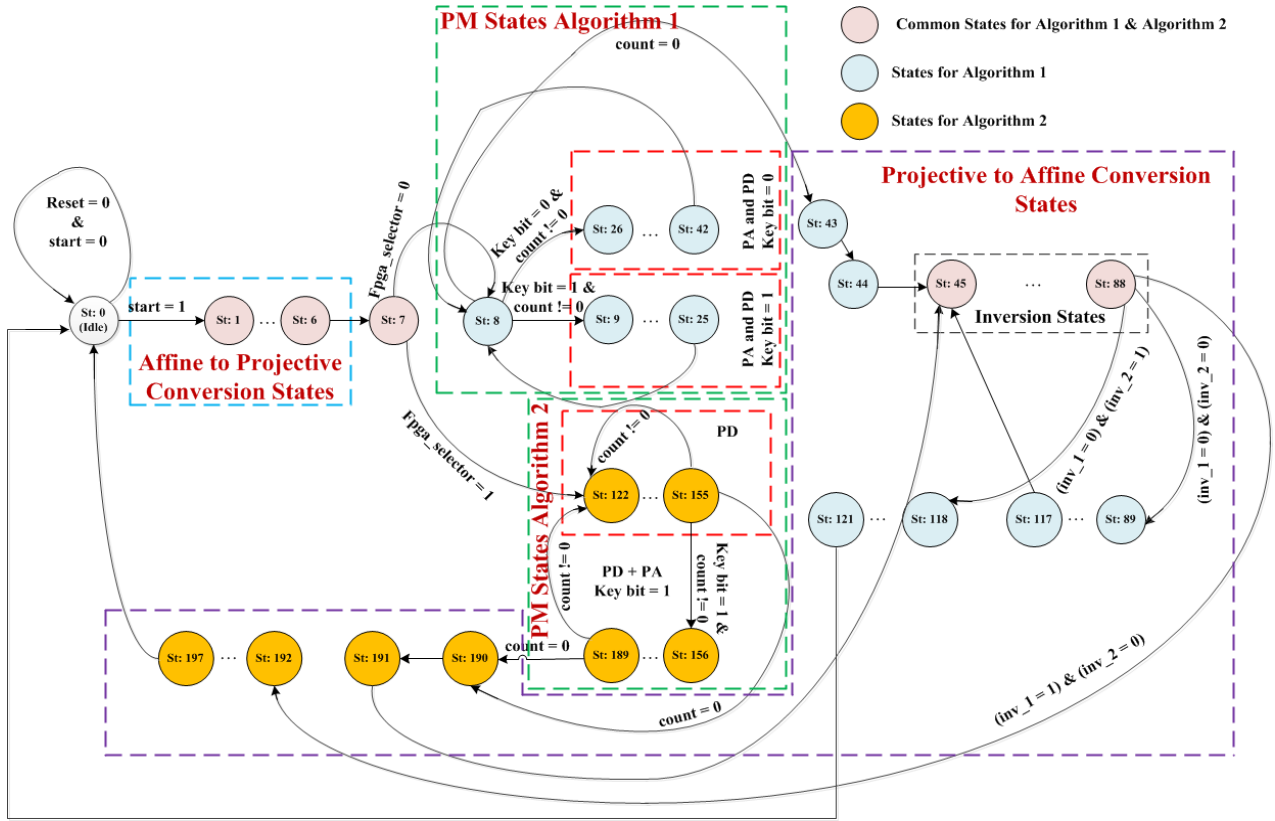 PM States Algorithm 1
count = 0
Common States for Algorithm 1 & Algorithm 2
States for Algorithm 1
States for Algorithm 2
Reset = 0
&
start = 0
St: 0
(Idle)
start = 1
St: 1
...
St: 6
Affine to Projective
Conversion States
St: 7
Fpga_selector = 0
Fpga_selector = 1
St: 8
Key bit = 0 &
count != 0
St: 26
...
St: 42
PA and PD
Key bit = 0
Key bit = 1 &
count != 0
St: 9
...
St: 25
PA and PD
Key bit = 1
Projective to Affine Conversion
States
St: 43
St: 44
St: 45
...
St: 88
Inversion States
(inv_1 = 0) & (inv_2 = 1)
(inv_1 = 0) & (inv_2 = 0)
(inv_1 = 1) & (inv_2 = 0)
St: 121
...
St: 118
St: 117
...
St: 89
PM States Algorithm 2
PD
count != 0
St: 122
...
St: 155
count != 0
PD + PA
Key bit = 1
Key bit = 1 &
count != 0
St: 189
...
St: 156
count = 0
count = 0
St: 197
...
St: 192
St: 191
St: 190